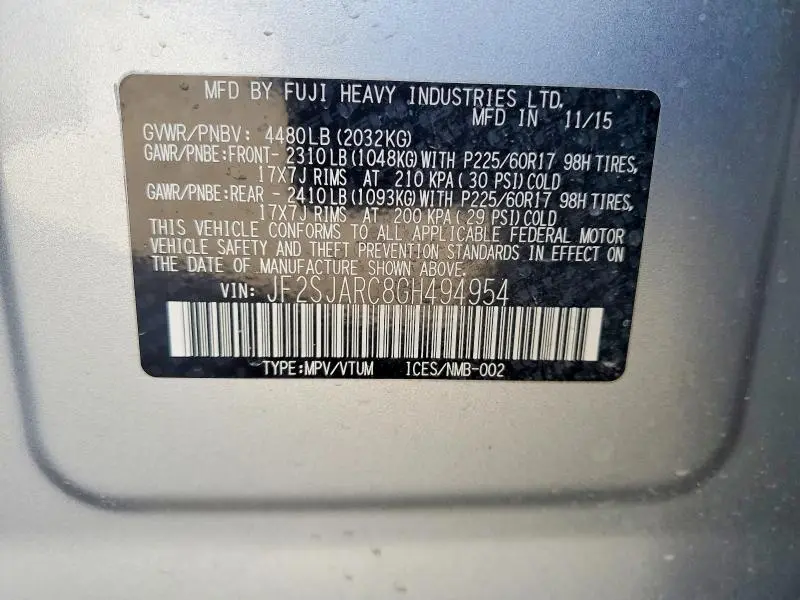 MFD BY FUJI HEAVY INDUSTRIES LTD.
MFD IN 11/15
GVWR/PNBV: 4480LB (2032KG)
GAWR/PNBE:FRONT- 2310LB (1048KG) WITH P225/60R17 98H TIRES,
17X7J RIMS AT 210 KPA( 30 PSI)COLD
GAWR/PNBE:REAR - 2410LB (1093KG) WITH P225/60R17 98H TIRES,
17X7J RIMS AT 200 KPA( 29 PSI)COLD
THIS VEHICLE CONFORMS TO ALL APPLICABLE FEDERAL MOTOR
VEHICLE SAFETY AND THEFT PREVENTION STANDARDS IN EFFECT ON
THE DATE OF MANUFACTURE SHOWN ABOVE.
VIN: JF2SJARC8GH494954
TYPE:MPV/VTUM ICES/NMB-002